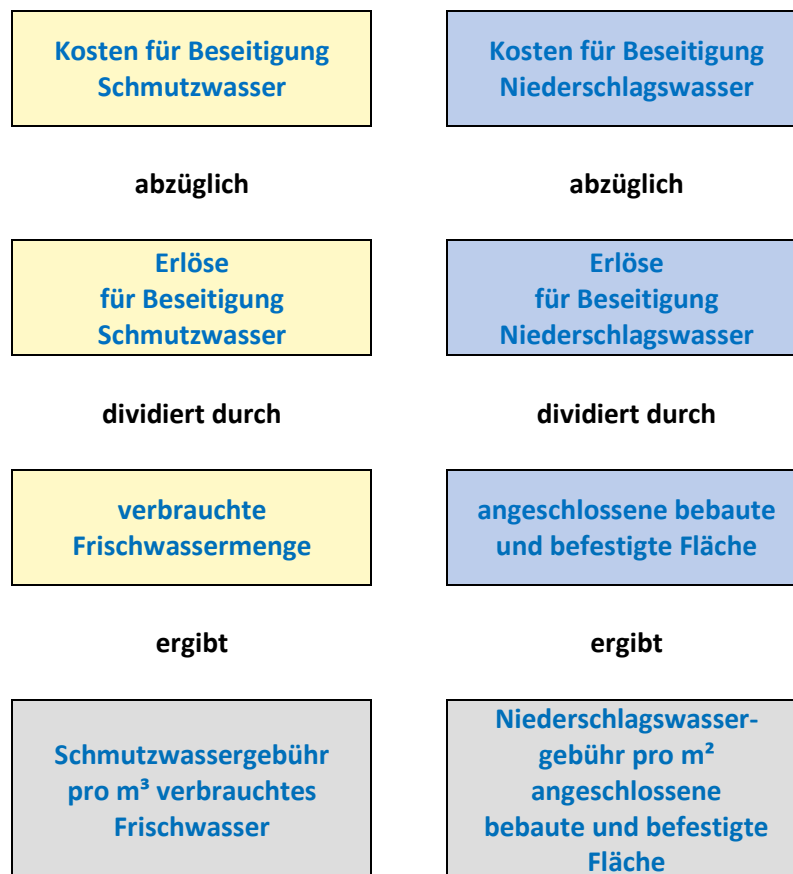 Kosten für Beseitigung
Schmutzwasser
abzüglich
Erlöse
für Beseitigung
Schmutzwasser
dividiert durch
verbrauchte
Frischwassermenge
ergibt
Schmutzwassergebühr
pro m³ verbrauchtes
Frischwasser
Kosten für Beseitigung
Niederschlagswasser
abzüglich
Erlöse
für Beseitigung
Niederschlagswasser
dividiert durch
angeschlossene bebaute
und befestigte Fläche
ergibt
Niederschlagswasser-
gebühr pro m²
angeschlossene
bebaute und befestigte
Fläche